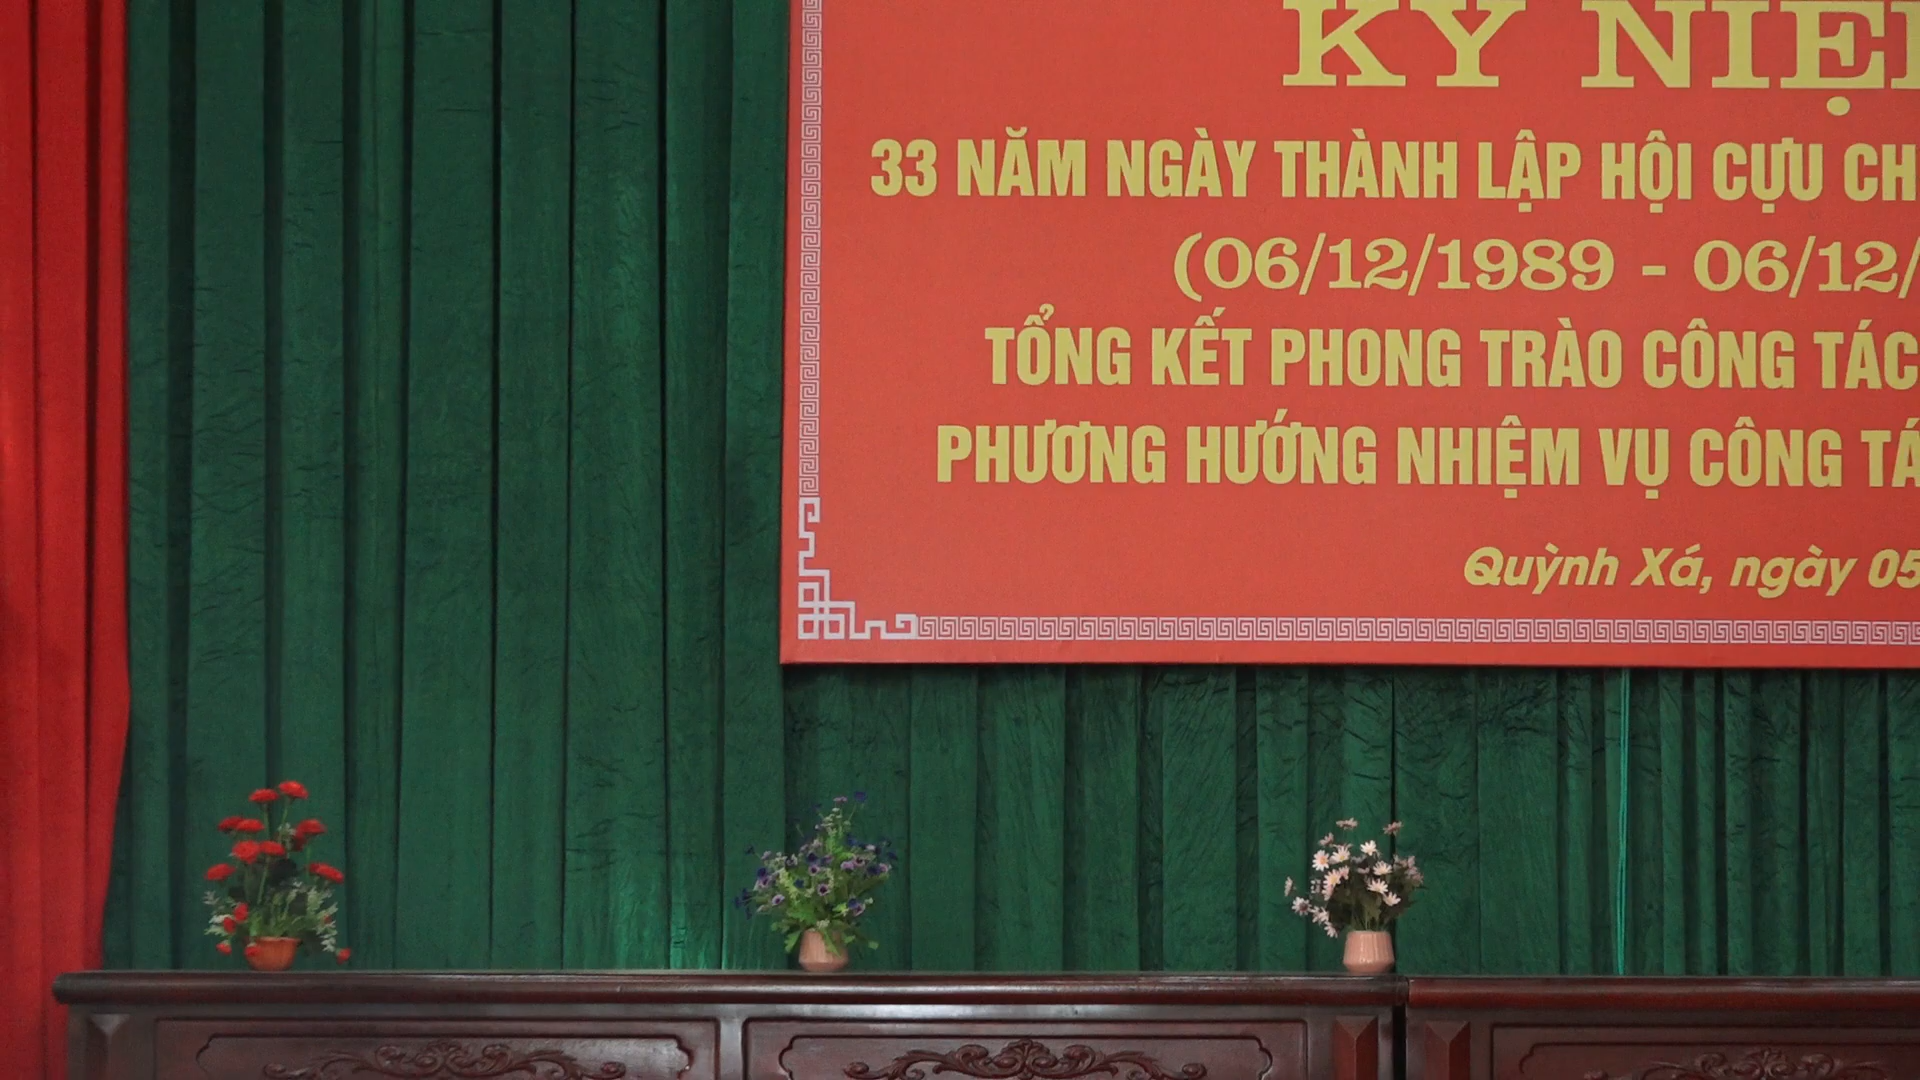 KỶ NIỆ
33 NĂM NGÀY THÀNH LẬP HỘI CỰU CH
(06/12/1989 - 06/12/
TỔNG KẾT PHONG TRÀO CÔNG TÁC
PHƯƠNG HƯỚNG NHIỆM VỤ CÔNG TÁ
Quỳnh Xá, ngày 05